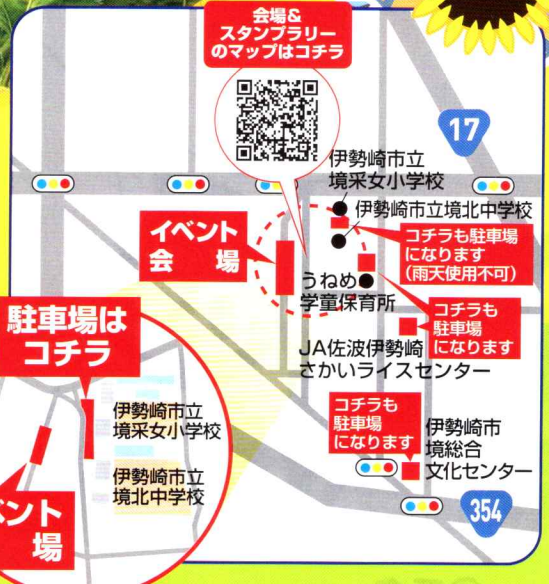 会場&
スタンプラリー
のマップはコチラ
17
伊勢崎市立
境采女小学校
伊勢崎市立境北中学校
イベント
会 場
コチラも駐車場
になります
(雨天使用不可)
うねめ
学童保育所
コチラも
駐車場
になります
JA佐波伊勢崎
さかいライスセンター
コチラも
駐車場
になります
伊勢崎市
境総合
文化センター
354
駐車場は
コチラ
伊勢崎市立
境采女小学校
伊勢崎市立
境北中学校
ベント
場